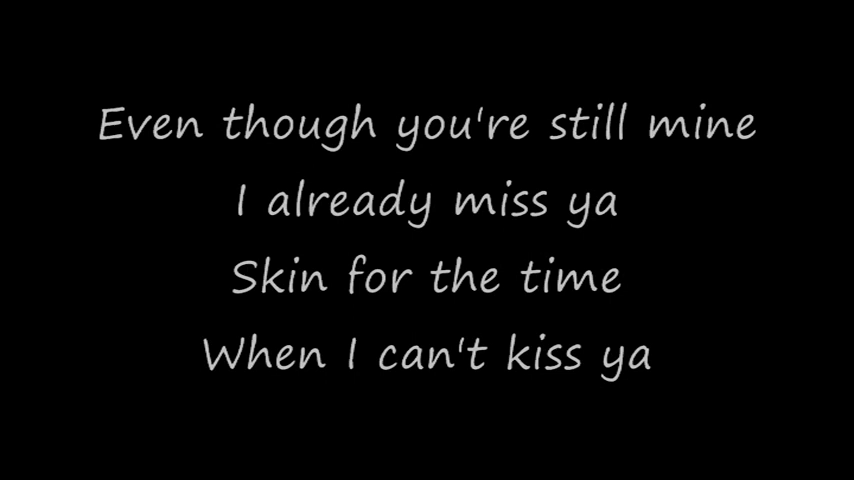 Even though you're still mine
I already miss ya
Skin for the time
When I can't kiss ya